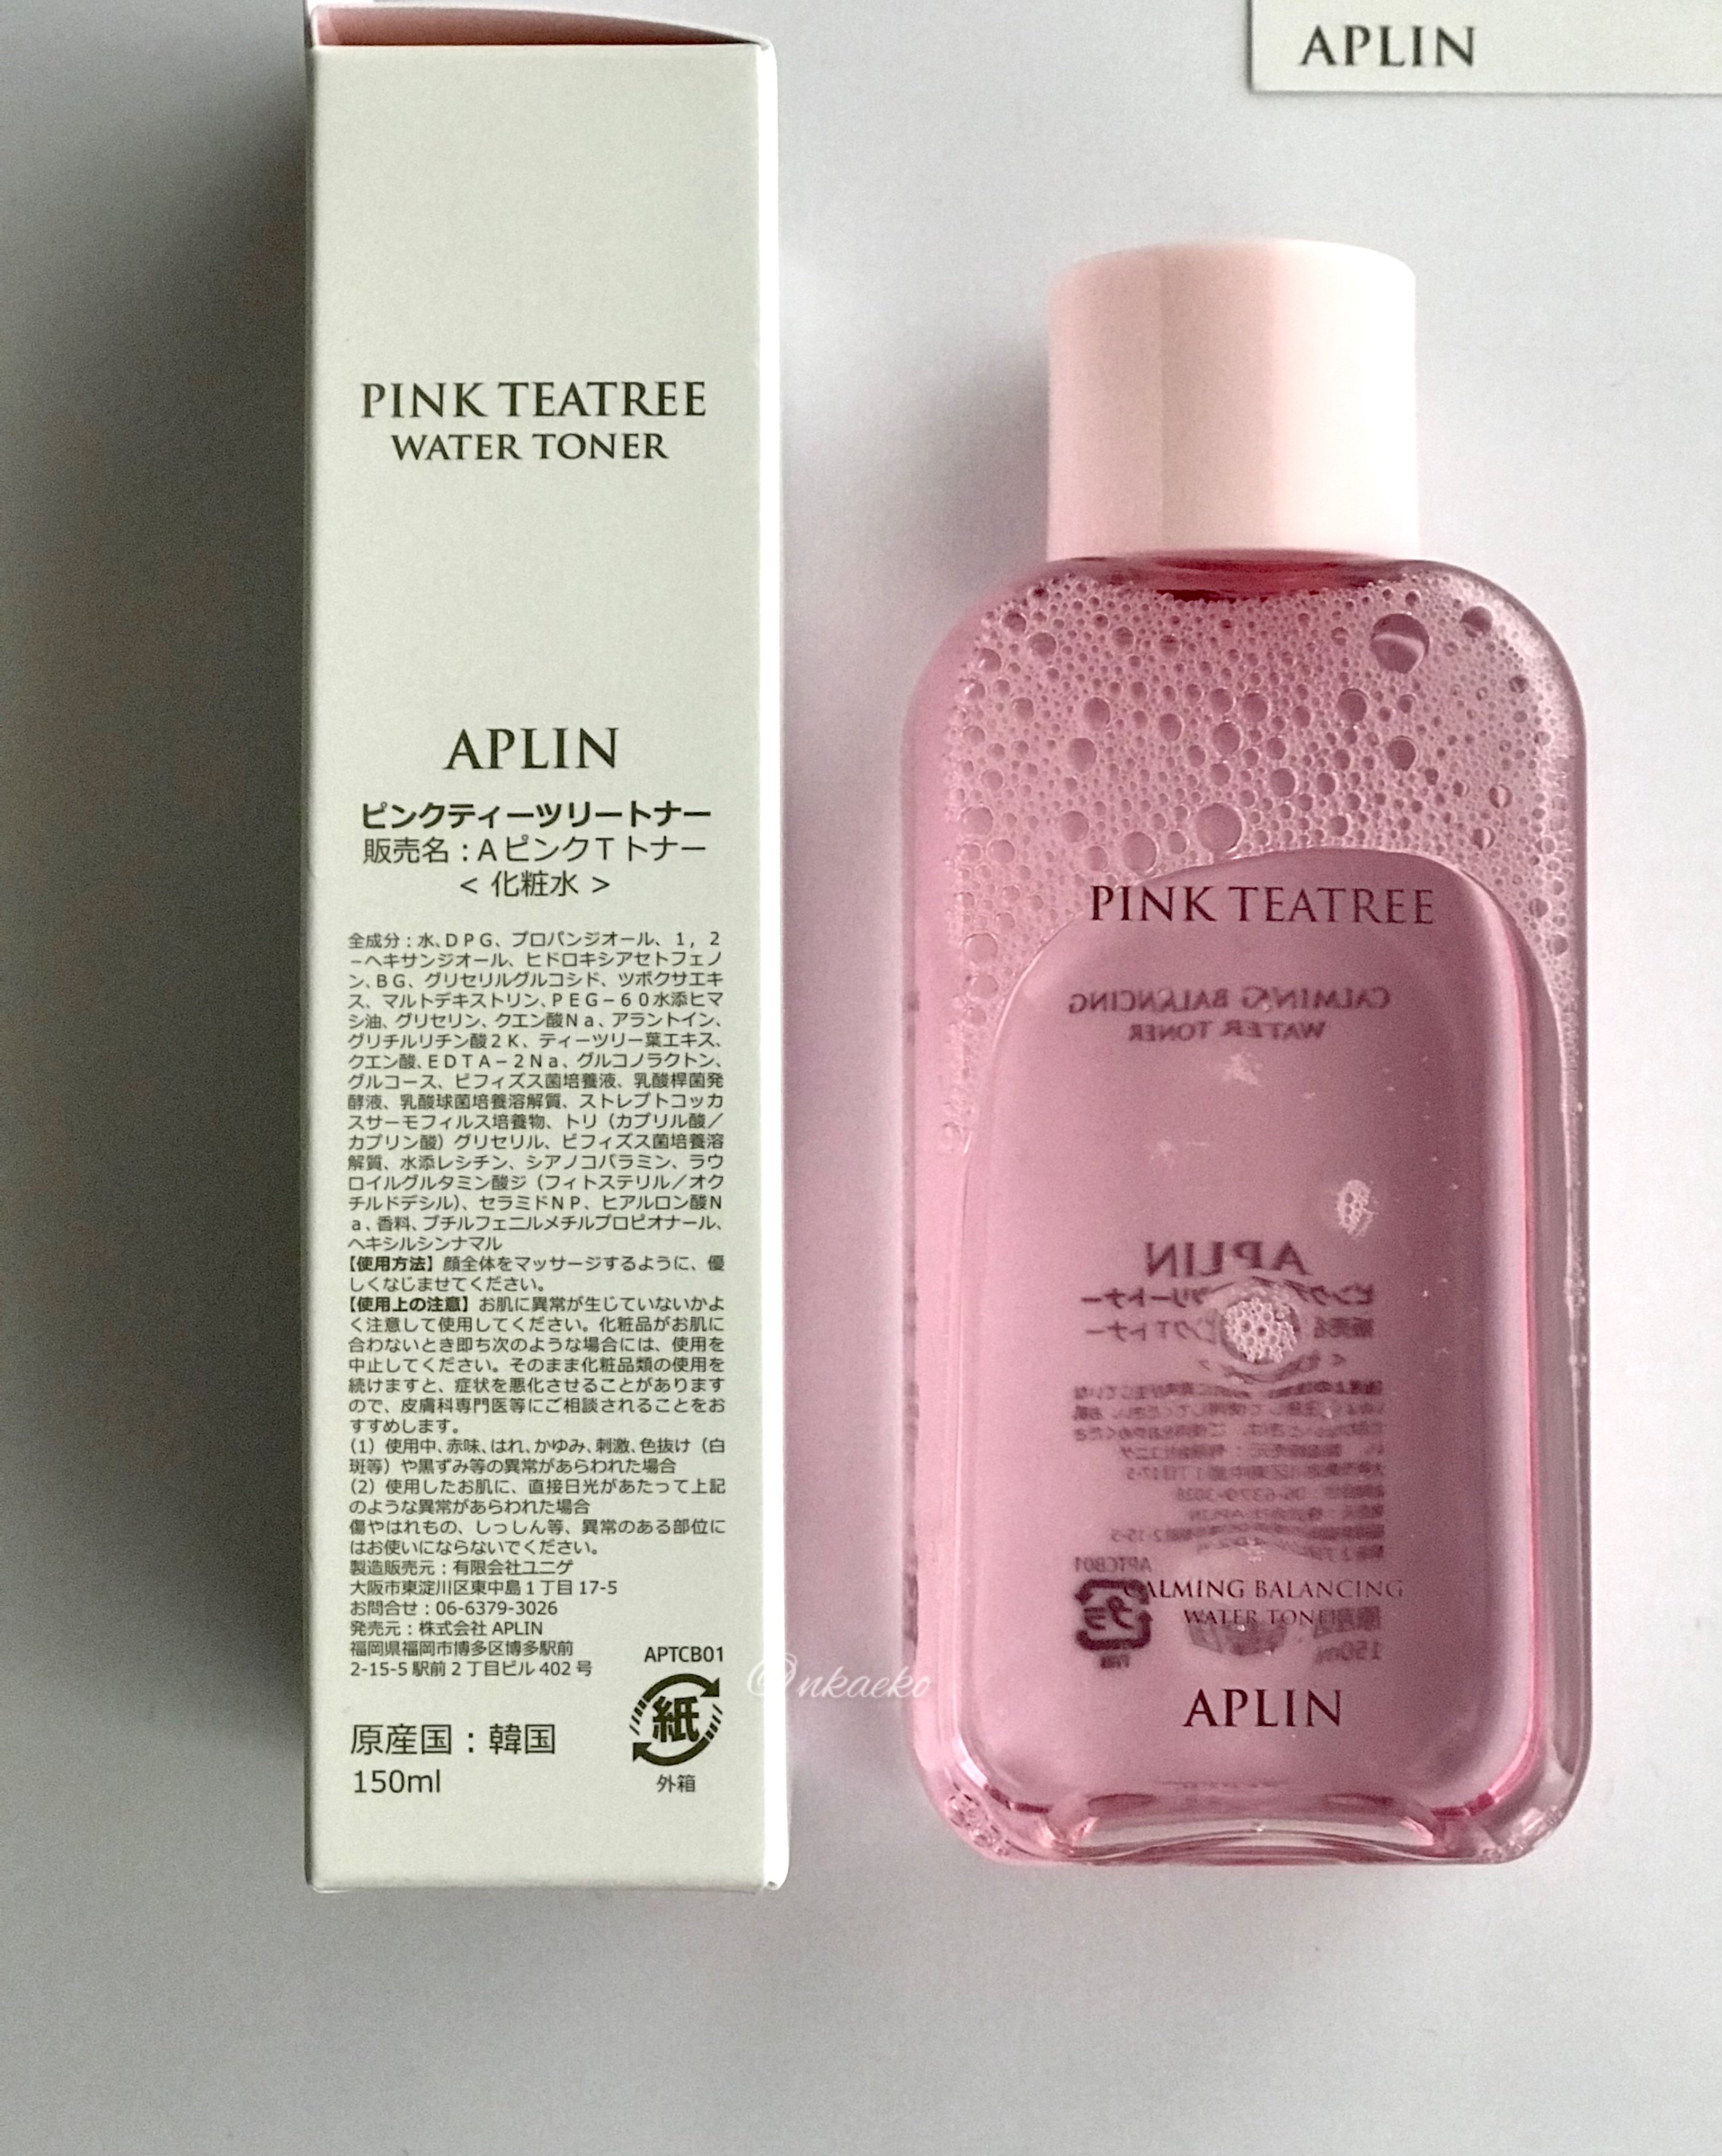 APLIN
PINK TEATREE
WATER TONER
APLIN
ピンクティーツリートナー
販売名：AピンクTトナー
＜ 化粧水 ＞
全成分：水、DPG、プロパンジオール、1，2
−ヘキサンジオール、ヒドロキシアセトフェノ
ン、BG、グリセリルグルコシド、ツボクサエキ
ス、マルトデキストリン、PEG−60水添ヒマ
シ油、グリセリン、クエン酸Na、アラントイン、
グリチルリチン酸2K、ティーツリー葉エキス、
クエン酸、EDTA−2Na、グルコノラクトン、
グルコース、ビフィズス菌培養液、乳酸桿菌発
酵液、乳酸球菌培養溶解質、ストレプトコッカ
スサーモフィルス培養物、トリ（カプリル酸／
カプリン酸）グリセリル、ビフィズス菌培養溶
解質、水添レシチン、シアノコバラミン、ラウ
ロイルグルタミン酸ジ（フィトステリル／オク
チルドデシル）、セラミドNP、ヒアルロン酸N
a、香料、ブチルフェニルメチルプロピオナール、
ヘキシルシンナマル
【使用方法】顔全体をマッサージするように、優
しくなじませてください。
【使用上の注意】お肌に異常が生じていないかよ
く注意して使用してください。化粧品がお肌に
合わないとき即ち次のような場合には、使用を
中止してください。そのまま化粧品類の使用を
続けますと、症状を悪化させることがあります
ので、皮膚科専門医等にご相談されることをお
すすめします。
（1）使用中、赤味、はれ、かゆみ、刺激、色抜け（白
斑等）や黒ずみ等の異常があらわれた場合
（2）使用したお肌に、直接日光があたって上記
のような異常があらわれた場合
傷やはれもの、しっしん等、異常のある部位に
はお使いにならないでください。
製造販売元：有限会社ユニゲ
大阪市東淀川区東中島1丁目17-5
お問合せ：06-6379-3026
発売元：株式会社APLIN
福岡県福岡市博多区博多駅前
2-15-5駅前2丁目ビル402号
APTCB01
紙
外箱
原産国：韓国
150ml
@nkaeko
PINK TEATREE
CALMING BALANCING
WATER TONER
APLIN
ピンク
CALMING BALANCING
WATER TONER
APLIN
APTCB01
プラ
150ml